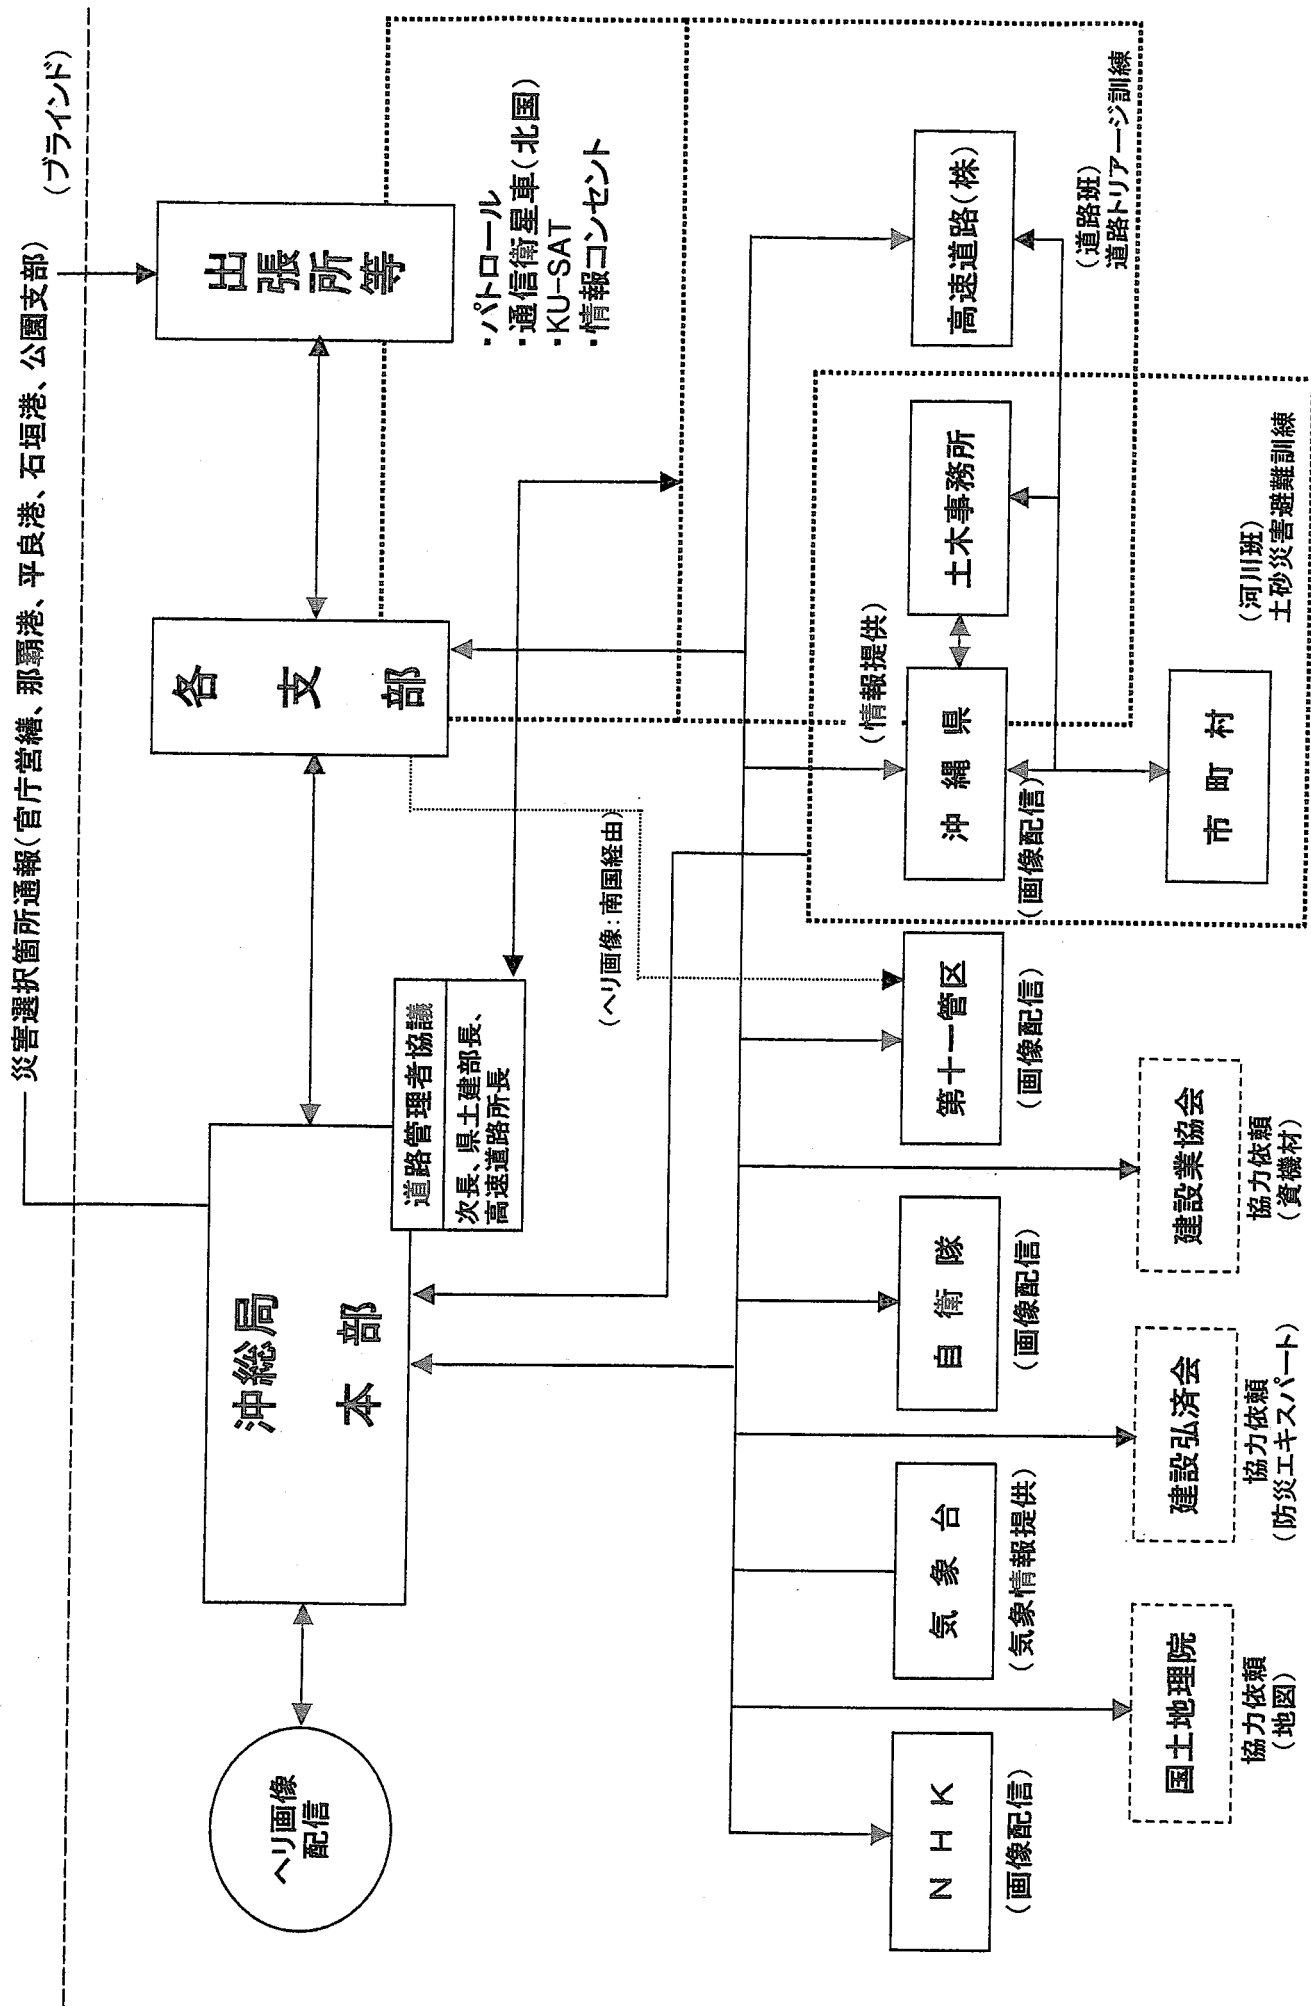 災害選択箇所通報(官庁営繕、那覇港、平良港、石垣港、公園支部)
(ブラインド)
ヘリ画像
配信
沖総局
本 部
道路管理者協議
次長、県土建部長、
高速道路所長
各 支 部
出張所等
・パトロール
・通信衛星車(北国)
・KU-SAT
・情報コンセント
(ヘリ画像:南国経由)
(情報提供)
N H K
(画像配信)
気 象 台
(気象情報提供)
自 衛 隊
(画像配信)
第十一管区
(画像配信)
沖 縄 県
(画像配信)
土木事務所
高速道路(株)
(道路班)
道路トリアージ訓練
国土地理院
協力依頼
(地図)
建設弘済会
協力依頼
(防災エキスパート)
建設業協会
協力依頼
(資機材)
市 町 村
(河川班)
土砂災害避難訓練